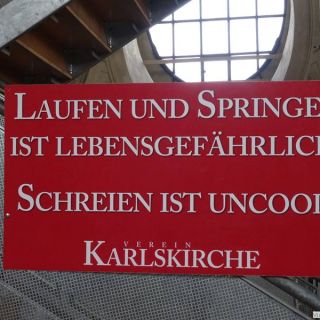 LAUFEN UND SPRINGE
IST LEBENSGEFÄHRLIC
SCHREIEN IST UNCOO
VEREIN
KARLSKIRCHE